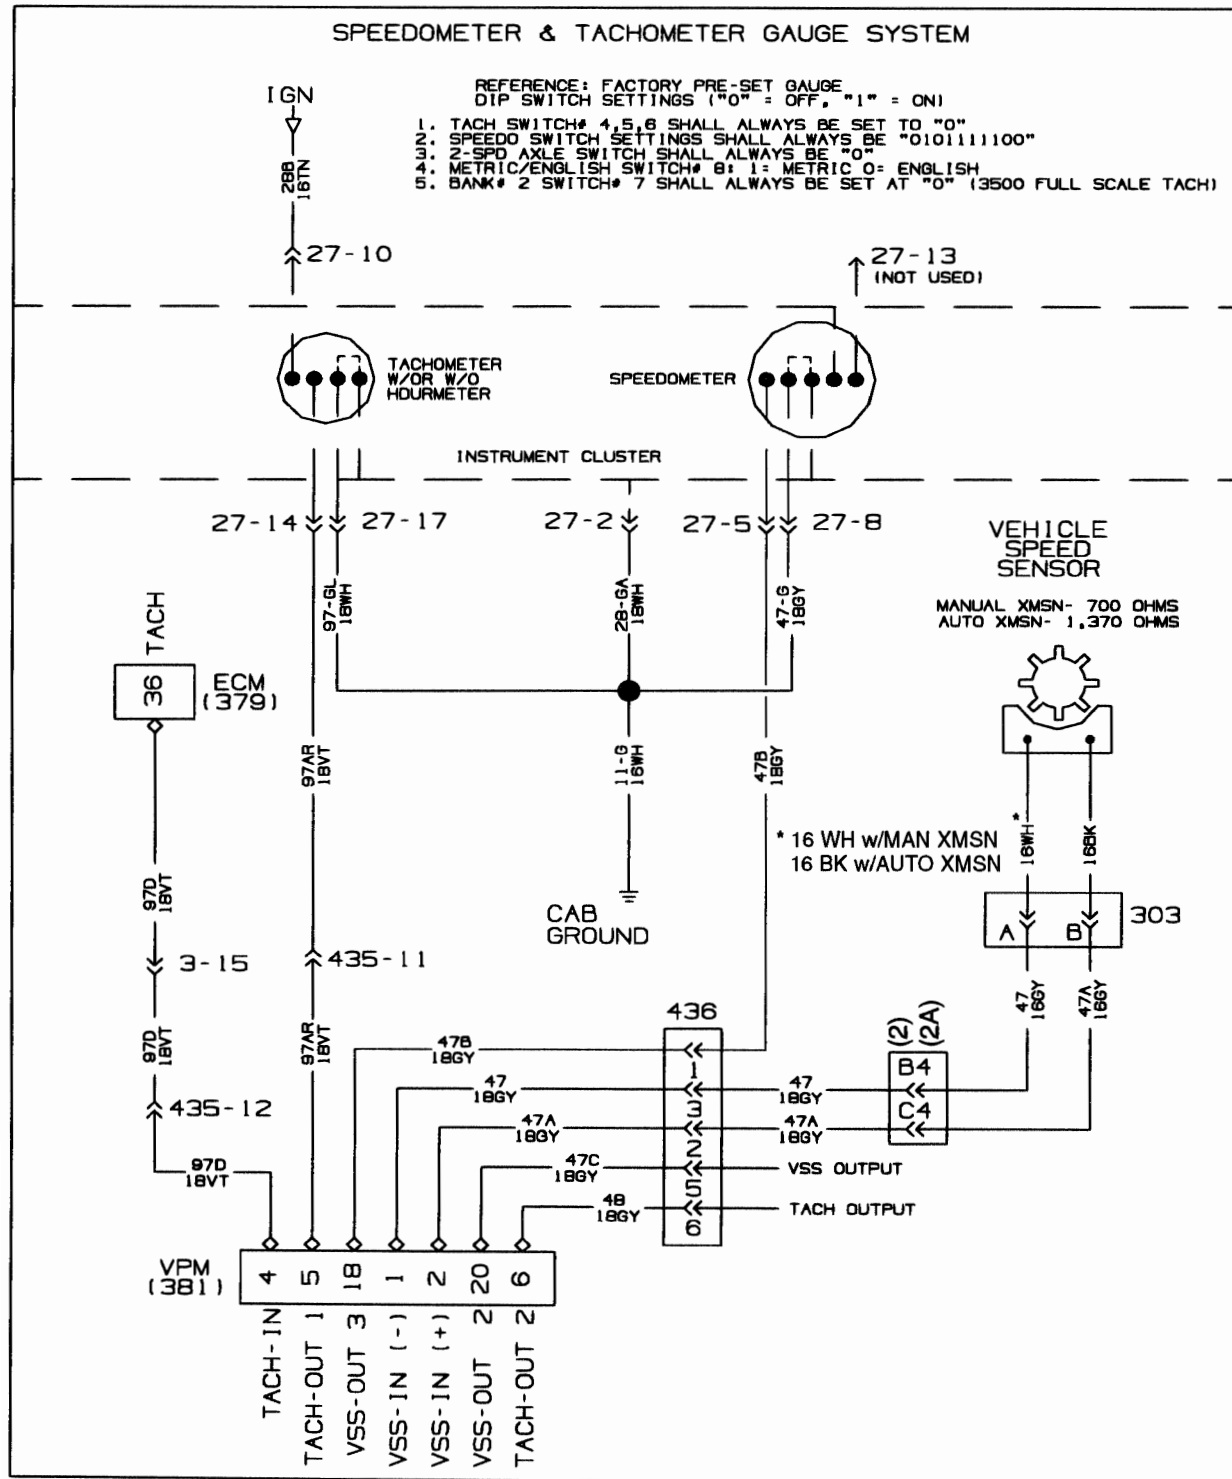 SPEEDOMETER & TACHOMETER GAUGE SYSTEM
REFERENCE: FACTORY PRE-SET GAUGE
DIP SWITCH SETTINGS ("0" = OFF, "1" = ON)
1. TACH SWITCH# 4,5,6 SHALL ALWAYS BE SET TO "0"
2. SPEEDO SWITCH SETTINGS SHALL ALWAYS BE "0101111100"
3. 2-SPD AXLE SWITCH SHALL ALWAYS BE "0"
4. METRIC/ENGLISH SWITCH# 8: 1= METRIC 0= ENGLISH
5. BANK# 2 SWITCH# 7 SHALL ALWAYS BE SET AT "0" (3500 FULL SCALE TACH)
IGN
28B
16TN
27-10
27-13
(NOT USED)
TACHOMETER
W/OR W/O
HOURMETER
SPEEDOMETER
INSTRUMENT CLUSTER
27-14
27-17
27-2
27-5
27-8
VEHICLE
SPEED
SENSOR
MANUAL XMSN- 700 OHMS
AUTO XMSN- 1,370 OHMS
97-GL
18WH
28-GA
18WH
47-G
18GY
TACH
36
ECM
(379)
97AR
18VT
11-G
16WH
47B
18GY
* 16 WH w/MAN XMSN
16 BK w/AUTO XMSN
16WH
*
16BK
97D
18VT
CAB
GROUND
303
A
B
3-15
435-11
47
16GY
47A
16GY
436
(2)
(2A)
97D
18VT
97AR
18VT
47B
18GY
1
B4
47
18GY
47
18GY
435-12
3
C4
47A
18GY
47A
18GY
2
97D
18VT
47C
18GY
VSS OUTPUT
5
48
18GY
TACH OUTPUT
6
VPM
(381)
4
5
18
1
2
20
6
TACH-IN
TACH-OUT 1
VSS-OUT 3
VSS-IN (-)
VSS-IN (+)
VSS-OUT 2
TACH-OUT 2